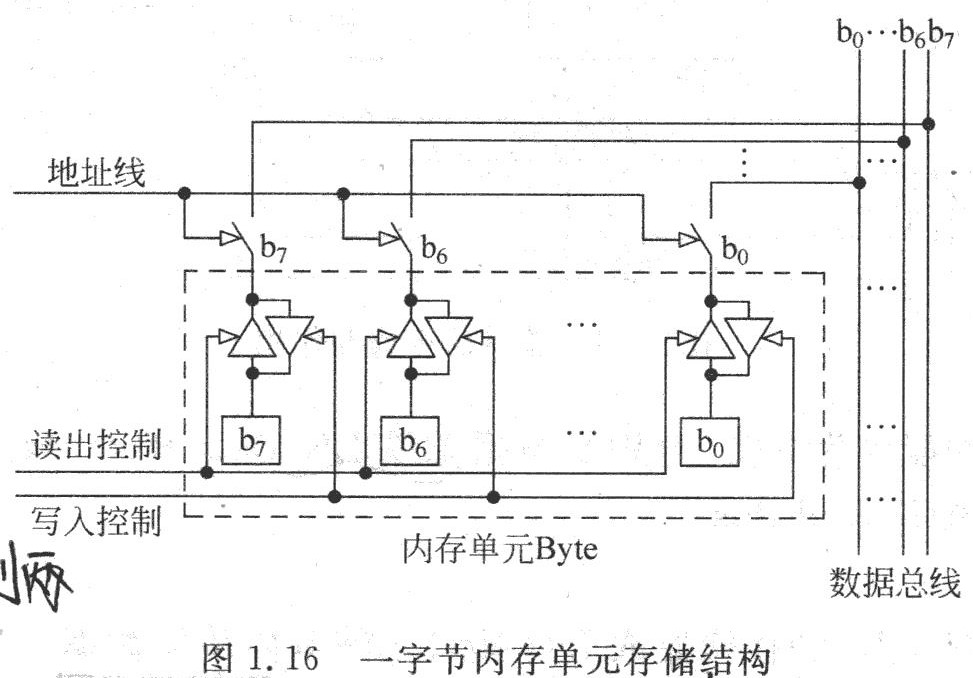 b₀…b₆b₇
地址线
b₇
b₆
b₀
…
读出控制
b₇
b₆
…
b₀
写入控制
内存单元Byte
数据总线
图 1.16 一字节内存单元存储结构